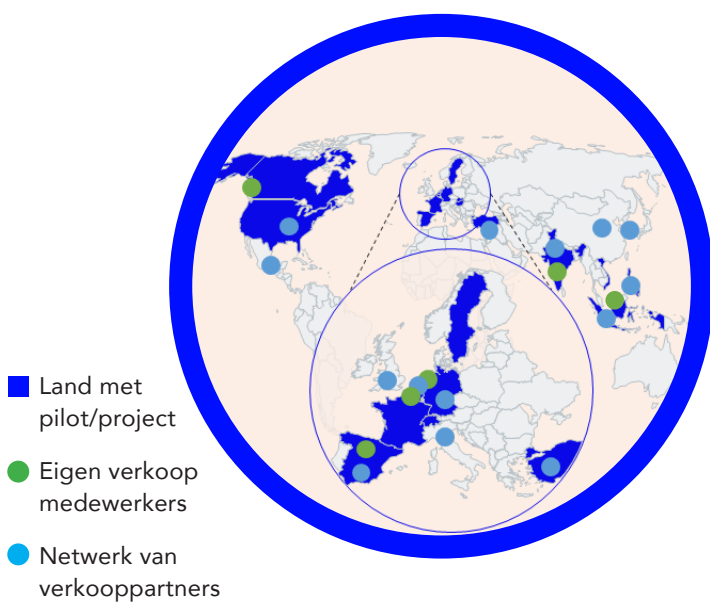 Land met
pilot/project
Eigen verkoop
medewerkers
Netwerk van
verkooppartners